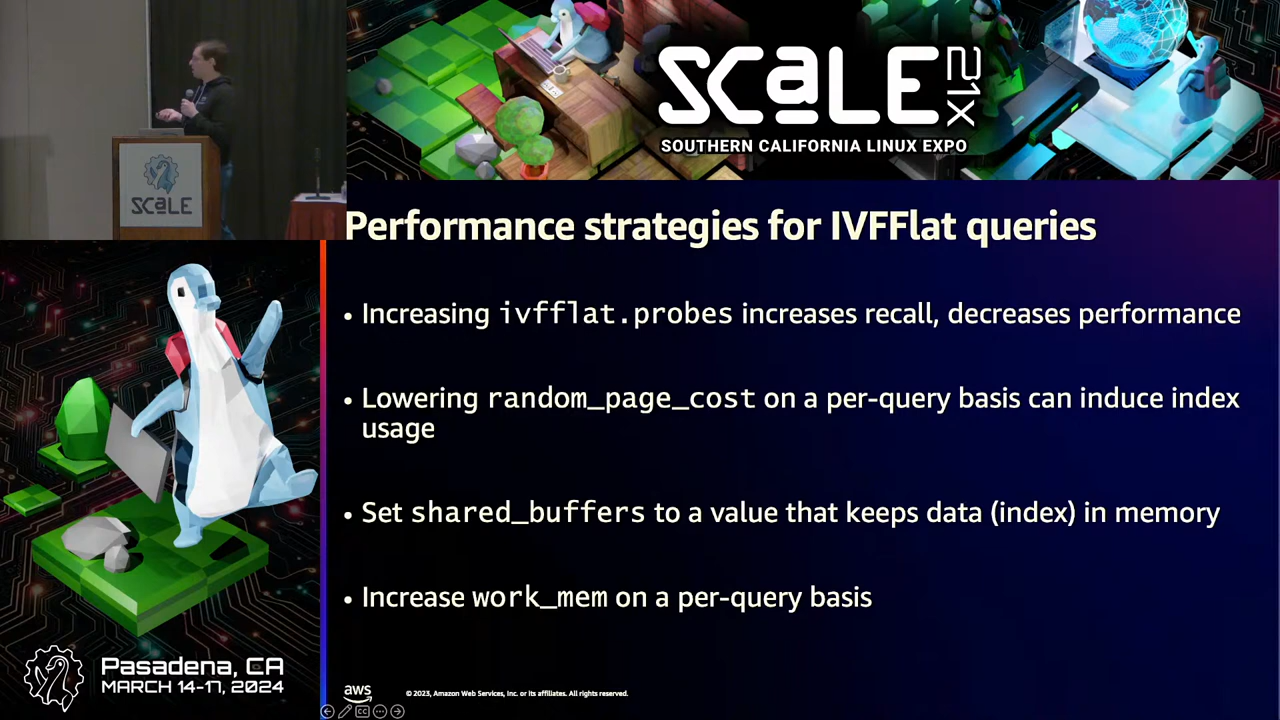 SCaLE 21x
SOUTHERN CALIFORNIA LINUX EXPO
SCaLE
Performance strategies for IVFFlat queries
• Increasing ivfflat.probes increases recall, decreases performance
• Lowering random_page_cost on a per-query basis can induce index
usage
• Set shared_buffers to a value that keeps data (index) in memory
• Increase work_mem on a per-query basis
Pasadena, CA
MARCH 14-17, 2024
aws
© 2023, Amazon Web Services, Inc. or its affiliates. All rights reserved.
CC